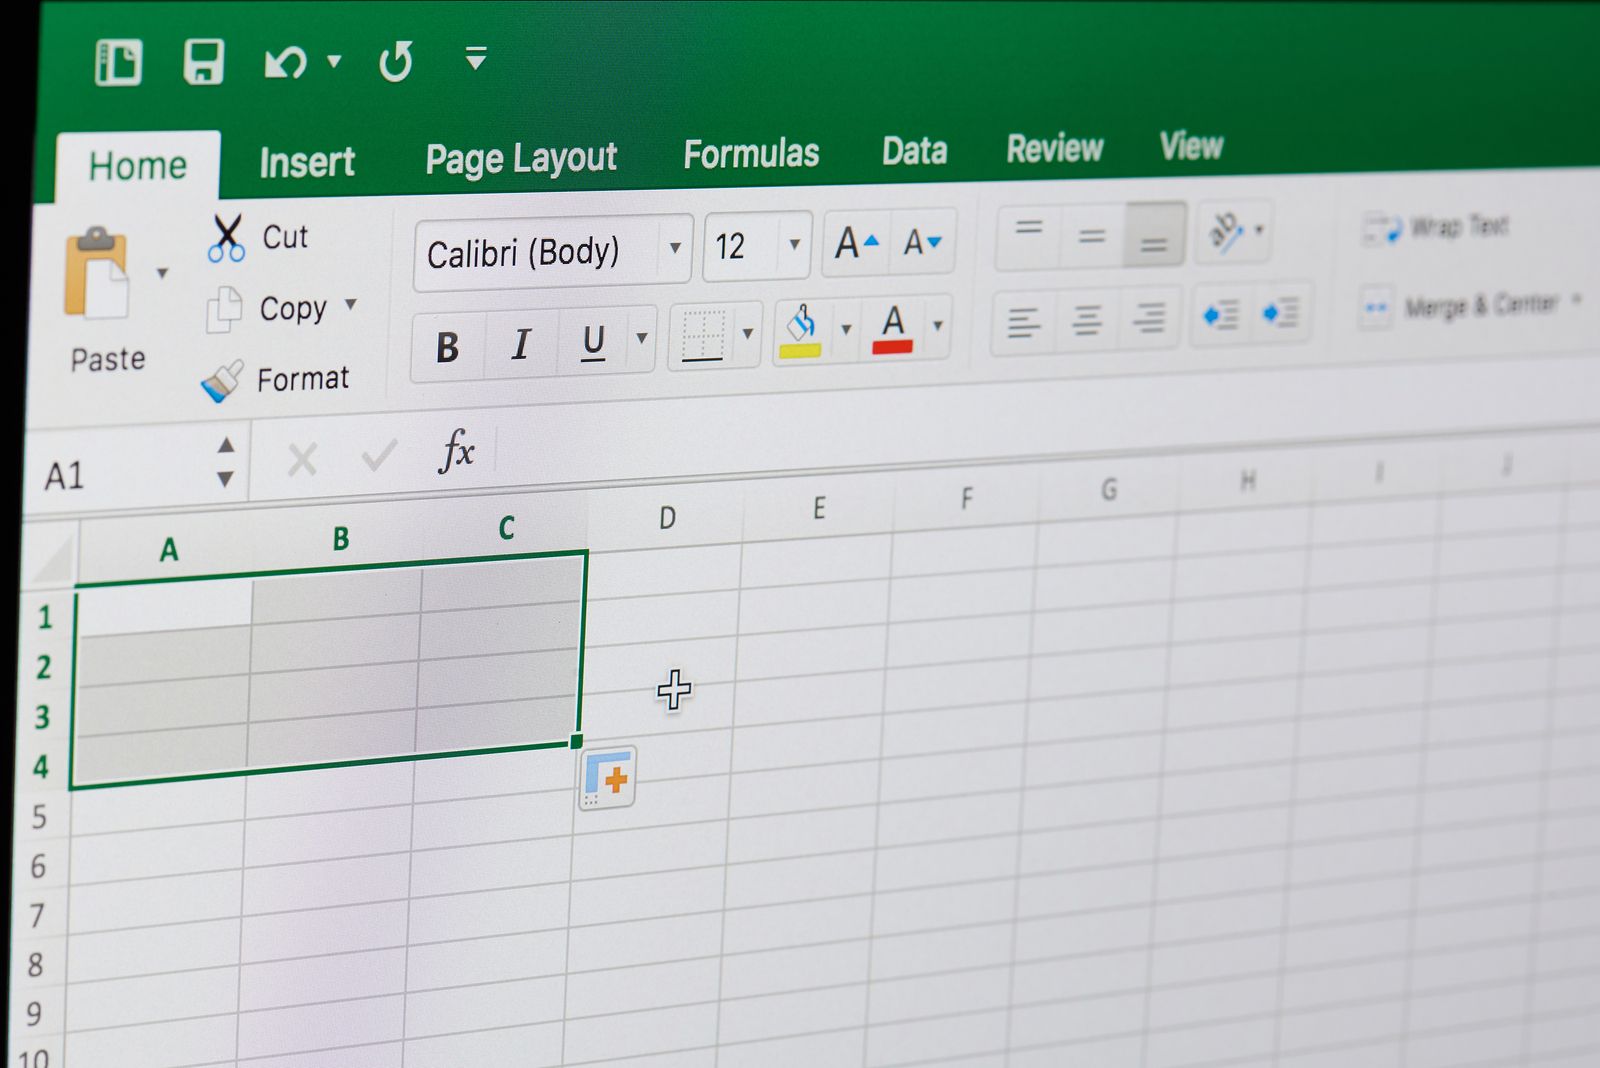 Home Insert Page Layout Formulas Data Review View
Cut
Calibri (Body) 12 A A ab Wrap Text
Copy
Paste
B I U A Merge & Center
Format
A1 fx
A B C D E F G H I J
1
2
3
4
5
6
7
8
9
10